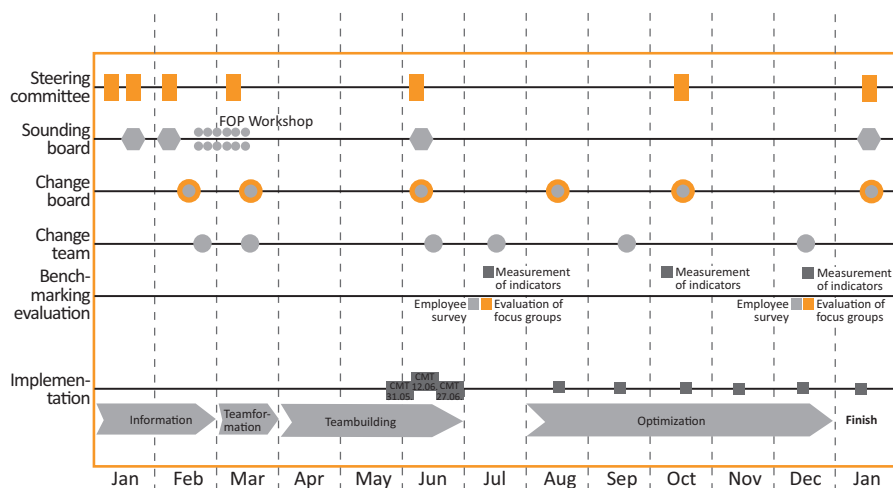 Steering
committee
FOP Workshop
Sounding
board
Change
board
Change
team
Bench-
marking
evaluation
Measurement
of indicators
Measurement
of indicators
Measurement
of indicators
Employee
survey
Evaluation of
focus groups
Employee
survey
Evaluation of
focus groups
Implemen-
tation
CMT
31.05.
CMT
12.06.
CMT
27.06.
Information
Teamfor-
mation
Teambuilding
Optimization
Finish
Jan Feb Mar Apr May Jun Jul Aug Sep Oct Nov Dec Jan